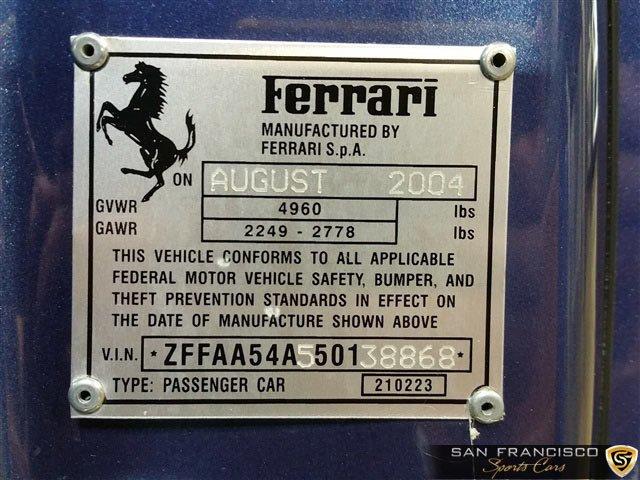 Ferrari
MANUFACTURED BY
FERRARI S.p.A.
ON AUGUST 2004
GVWR 4960 lbs
GAWR 2249 - 2778 lbs
THIS VEHICLE CONFORMS TO ALL APPLICABLE
FEDERAL MOTOR VEHICLE SAFETY, BUMPER, AND
THEFT PREVENTION STANDARDS IN EFFECT ON
THE DATE OF MANUFACTURE SHOWN ABOVE
V.I.N. *ZFFAA54A550138868*
TYPE: PASSENGER CAR 210223
SAN FRANCISCO
Sports Cars